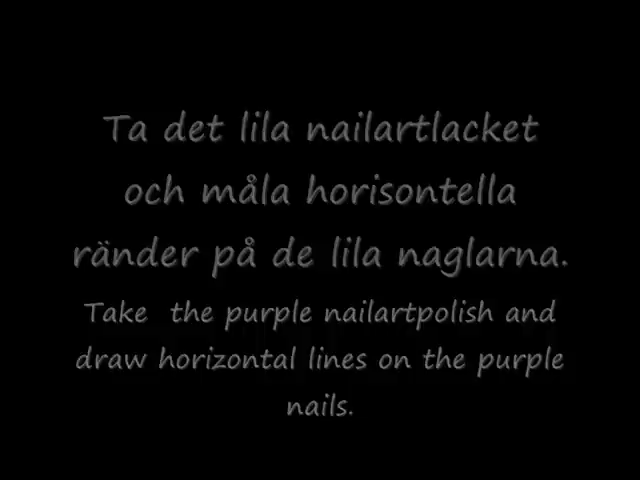 Ta det lila nailartlacket
och måla horisontella
ränder på de lila naglarna.
Take the purple nailartpolish and
draw horizontal lines on the purple
nails.